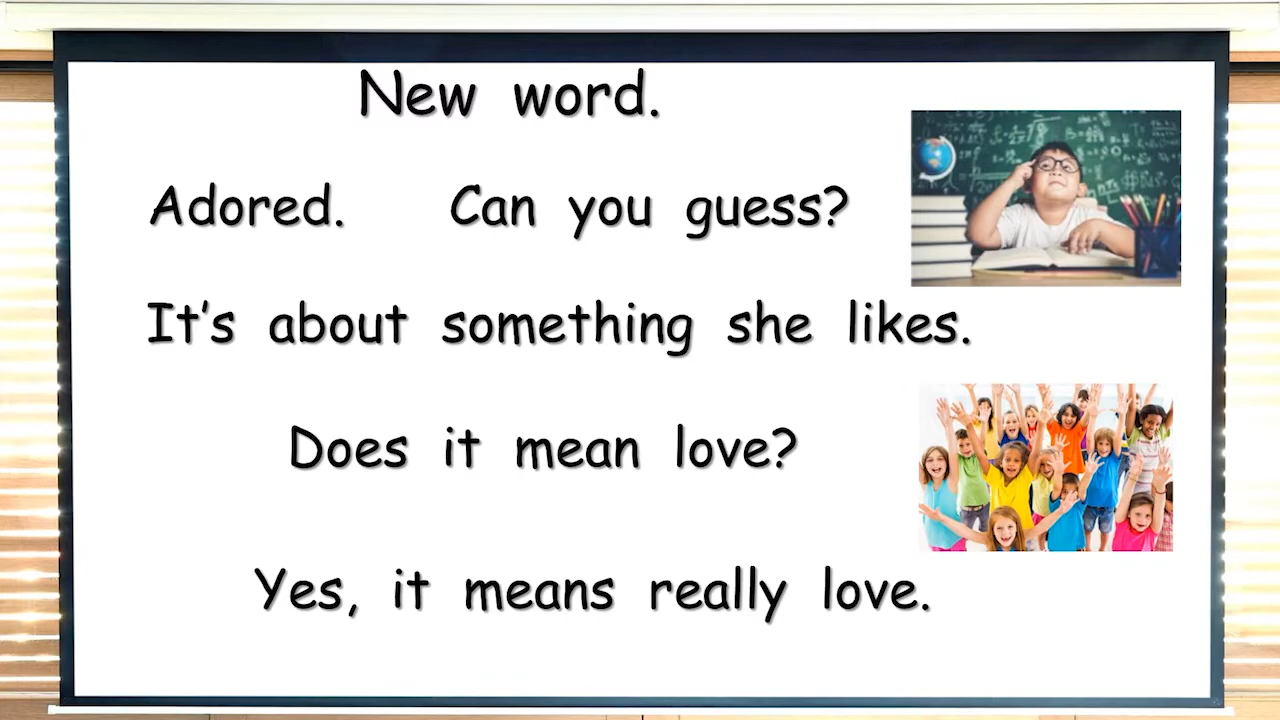 New word.
Adored. Can you guess?
It's about something she likes.
Does it mean love?
Yes, it means really love.